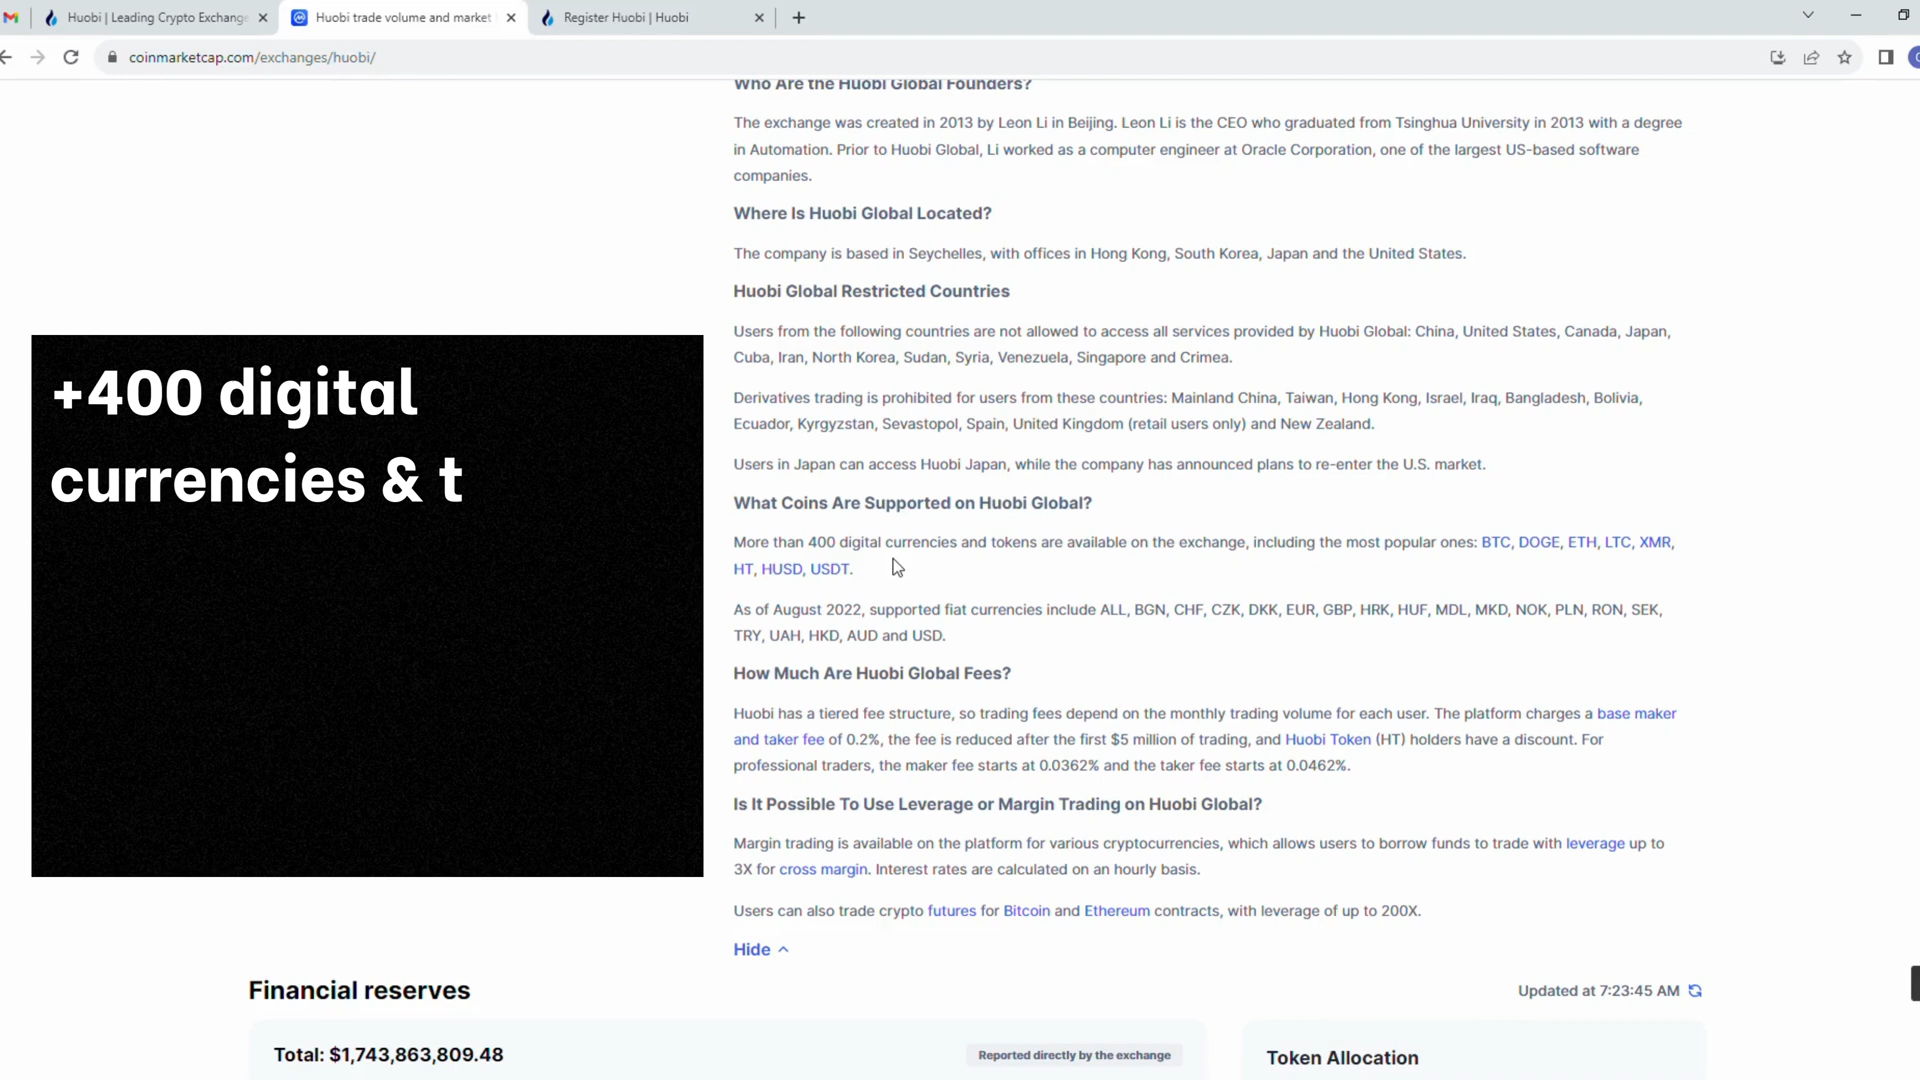 Huobi | Leading Crypto Exchange
Huobi trade volume and market
Register Huobi | Huobi
coinmarketcap.com/exchanges/huobi/
Who Are the Huobi Global Founders?
The exchange was created in 2013 by Leon Li in Beijing. Leon Li is the CEO who graduated from Tsinghua University in 2013 with a degree
in Automation. Prior to Huobi Global, Li worked as a computer engineer at Oracle Corporation, one of the largest US-based software
companies.
Where Is Huobi Global Located?
The company is based in Seychelles, with offices in Hong Kong, South Korea, Japan and the United States.
Huobi Global Restricted Countries
Users from the following countries are not allowed to access all services provided by Huobi Global: China, United States, Canada, Japan,
Cuba, Iran, North Korea, Sudan, Syria, Venezuela, Singapore and Crimea.
Derivatives trading is prohibited for users from these countries: Mainland China, Taiwan, Hong Kong, Israel, Iraq, Bangladesh, Bolivia,
Ecuador, Kyrgyzstan, Sevastopol, Spain, United Kingdom (retail users only) and New Zealand.
Users in Japan can access Huobi Japan, while the company has announced plans to re-enter the U.S. market.
What Coins Are Supported on Huobi Global?
More than 400 digital currencies and tokens are available on the exchange, including the most popular ones: BTC, DOGE, ETH, LTC, XMR,
HT, HUSD, USDT.
As of August 2022, supported fiat currencies include ALL, BGN, CHF, CZK, DKK, EUR, GBP, HRK, HUF, MDL, MKD, NOK, PLN, RON, SEK,
TRY, UAH, HKD, AUD and USD.
How Much Are Huobi Global Fees?
Huobi has a tiered fee structure, so trading fees depend on the monthly trading volume for each user. The platform charges a base maker
and taker fee of 0.2%, the fee is reduced after the first $5 million of trading, and Huobi Token (HT) holders have a discount. For
professional traders, the maker fee starts at 0.0362% and the taker fee starts at 0.0462%.
Is It Possible To Use Leverage or Margin Trading on Huobi Global?
Margin trading is available on the platform for various cryptocurrencies, which allows users to borrow funds to trade with leverage up to
3X for cross margin. Interest rates are calculated on an hourly basis.
Users can also trade crypto futures for Bitcoin and Ethereum contracts, with leverage of up to 200X.
Hide
+400 digital
currencies & t
Financial reserves
Updated at 7:23:45 AM
Total: $1,743,863,809.48
Reported directly by the exchange
Token Allocation